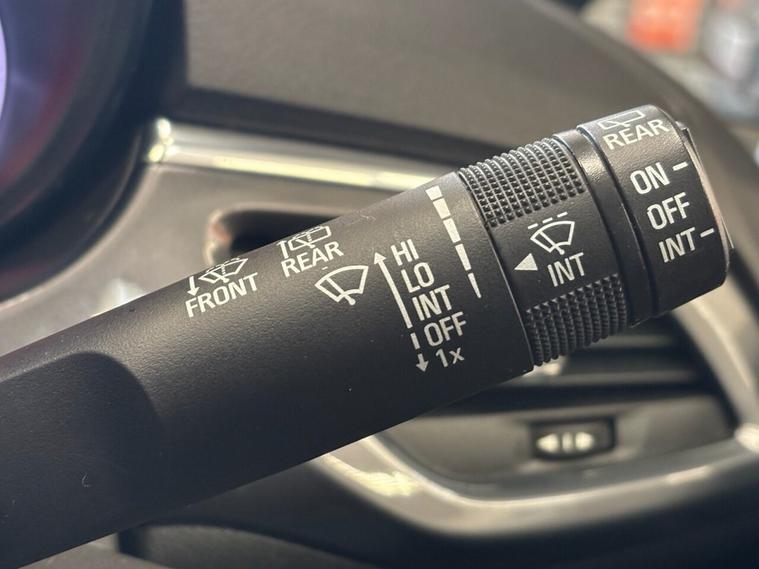 FRONT
REAR
HI
LO
INT
OFF
1x
INT
REAR
ON
OFF
INT